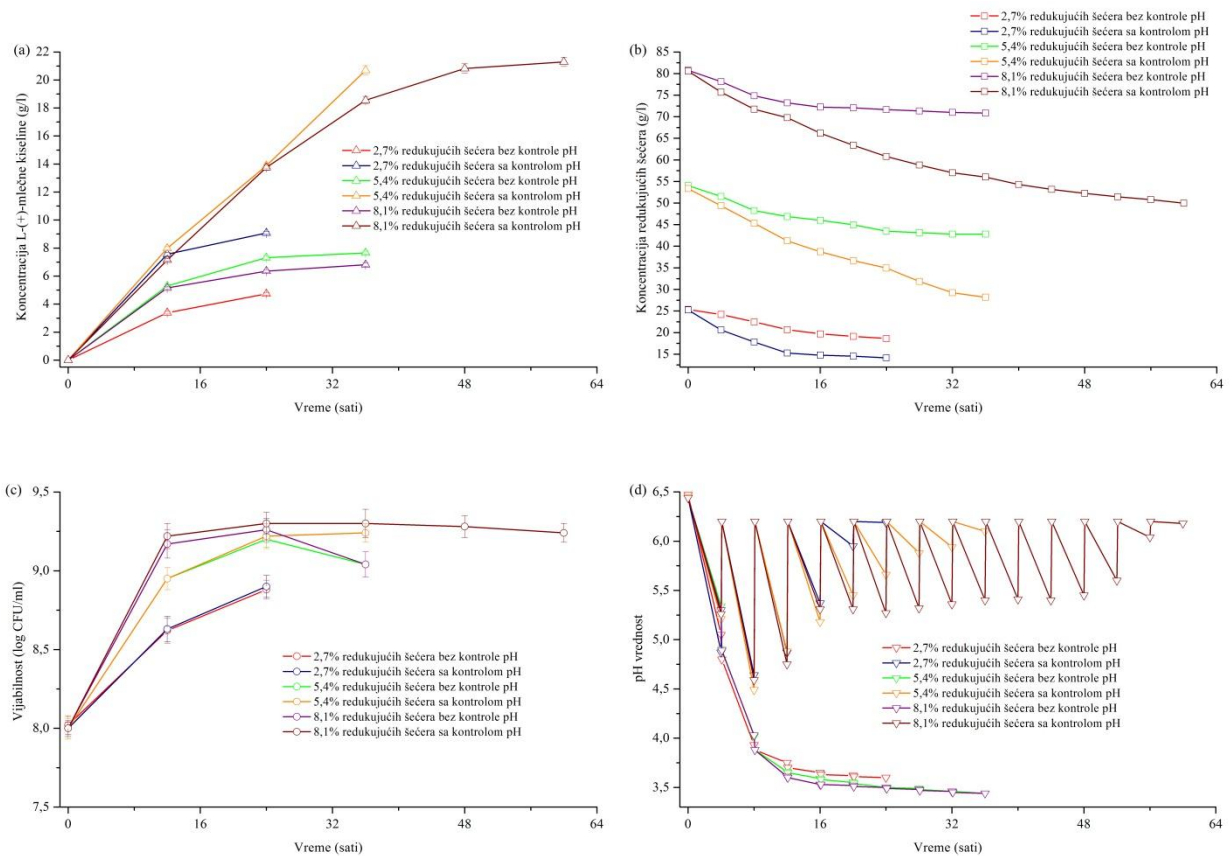 (a)
Koncentracija L-(+)-mlečne kiseline (g/l)
22
20
18
16
14
12
10
8
6
4
2
0
2,7% redukujućih šećera bez kontrole pH
2,7% redukujućih šećera sa kontrolom pH
5,4% redukujućih šećera bez kontrole pH
5,4% redukujućih šećera sa kontrolom pH
8,1% redukujućih šećera bez kontrole pH
8,1% redukujućih šećera sa kontrolom pH
0 16 32 48 64
Vreme (sati)
(b)
2,7% redukujućih šećera bez kontrole pH
2,7% redukujućih šećera sa kontrolom pH
5,4% redukujućih šećera bez kontrole pH
5,4% redukujućih šećera sa kontrolom pH
8,1% redukujućih šećera bez kontrole pH
8,1% redukujućih šećera sa kontrolom pH
Koncentracija redukujućih šećera (g/l)
85
80
75
70
65
60
55
50
45
40
35
30
25
20
15
0 16 32 48 64
Vreme (sati)
(c)
Vijabilnost (log CFU/ml)
9,5
9,0
8,5
8,0
7,5
2,7% redukujućih šećera bez kontrole pH
2,7% redukujućih šećera sa kontrolom pH
5,4% redukujućih šećera bez kontrole pH
5,4% redukujućih šećera sa kontrolom pH
8,1% redukujućih šećera bez kontrole pH
8,1% redukujućih šećera sa kontrolom pH
0 16 32 48 64
Vreme (sati)
(d)
pH vrednost
6,5
6,0
5,5
5,0
4,5
4,0
3,5
2,7% redukujućih šećera bez kontrole pH
2,7% redukujućih šećera sa kontrolom pH
5,4% redukujućih šećera bez kontrole pH
5,4% redukujućih šećera sa kontrolom pH
8,1% redukujućih šećera bez kontrole pH
8,1% redukujućih šećera sa kontrolom pH
0 16 32 48 64
Vreme (sati)